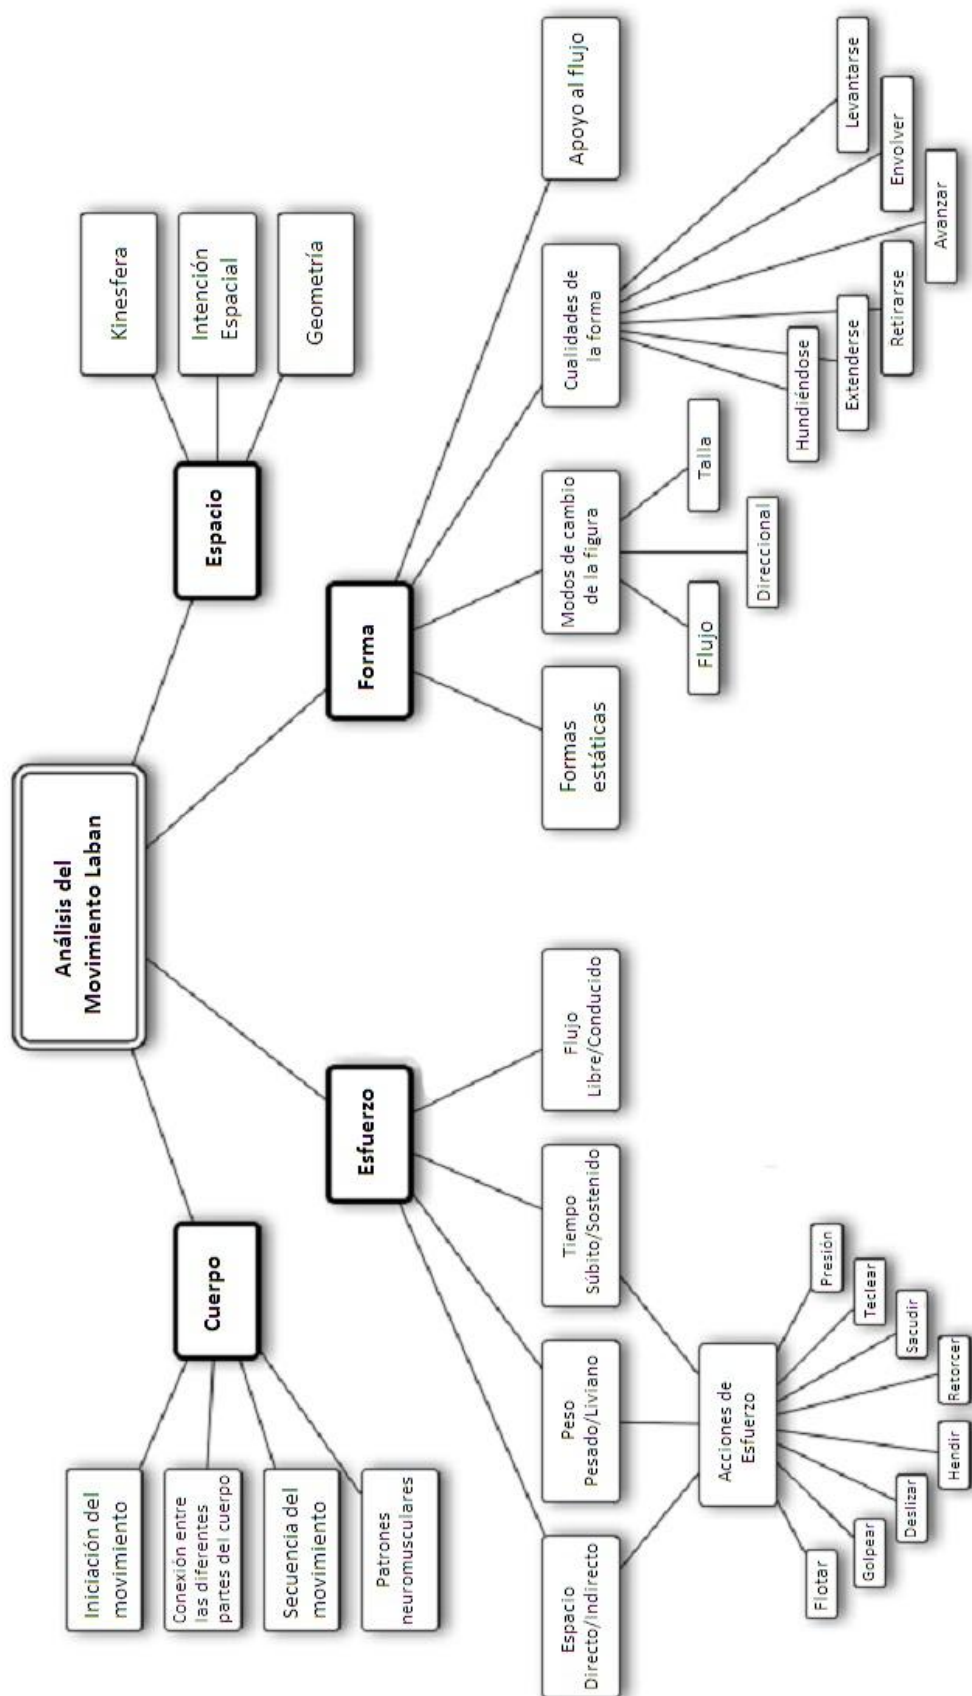 Análisis del
Movimiento Laban
Cuerpo
Iniciación del
movimiento
Conexión entre
las diferentes
partes del cuerpo
Secuencia del
movimiento
Patrones
neuromusculares
Esfuerzo
Espacio
Directo/Indirecto
Peso
Pesado/Liviano
Tiempo
Súbito/Sostenido
Flujo
Libre/Conducido
Acciones de
Esfuerzo
Flotar
Golpear
Deslizar
Hendir
Retorcer
Sacudir
Teclear
Presión
Forma
Formas
estáticas
Modos de cambio
de la figura
Flujo
Direccional
Talla
Cualidades de
la forma
Hundiéndose
Extenderse
Retirarse
Avanzar
Envolver
Levantarse
Apoyo al flujo
Espacio
Kinesfera
Intención
Espacial
Geometría